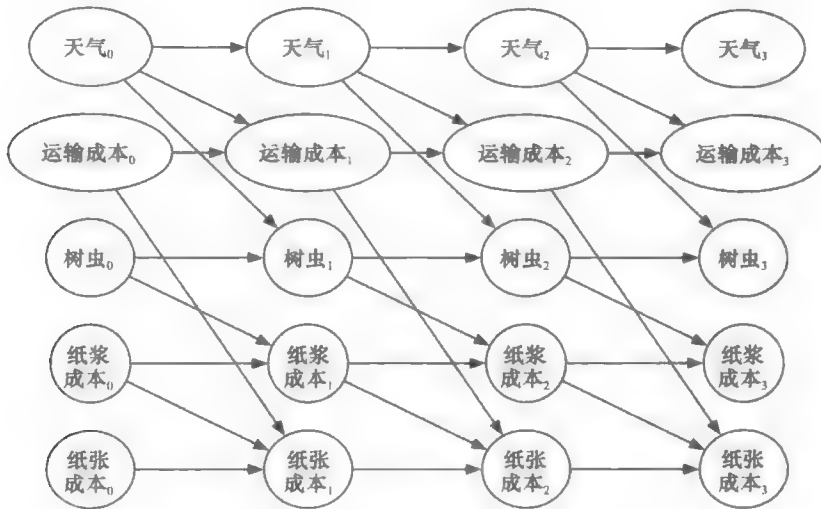 天气₀ 天气₁ 天气₂ 天气₃
运输成本₀ 运输成本₁ 运输成本₂ 运输成本₃
树虫₀ 树虫₁ 树虫₂ 树虫₃
纸浆 纸浆 纸浆 纸浆
成本₀ 成本₁ 成本₂ 成本₃
纸张 纸张 纸张 纸张
成本₀ 成本₁ 成本₂ 成本₃